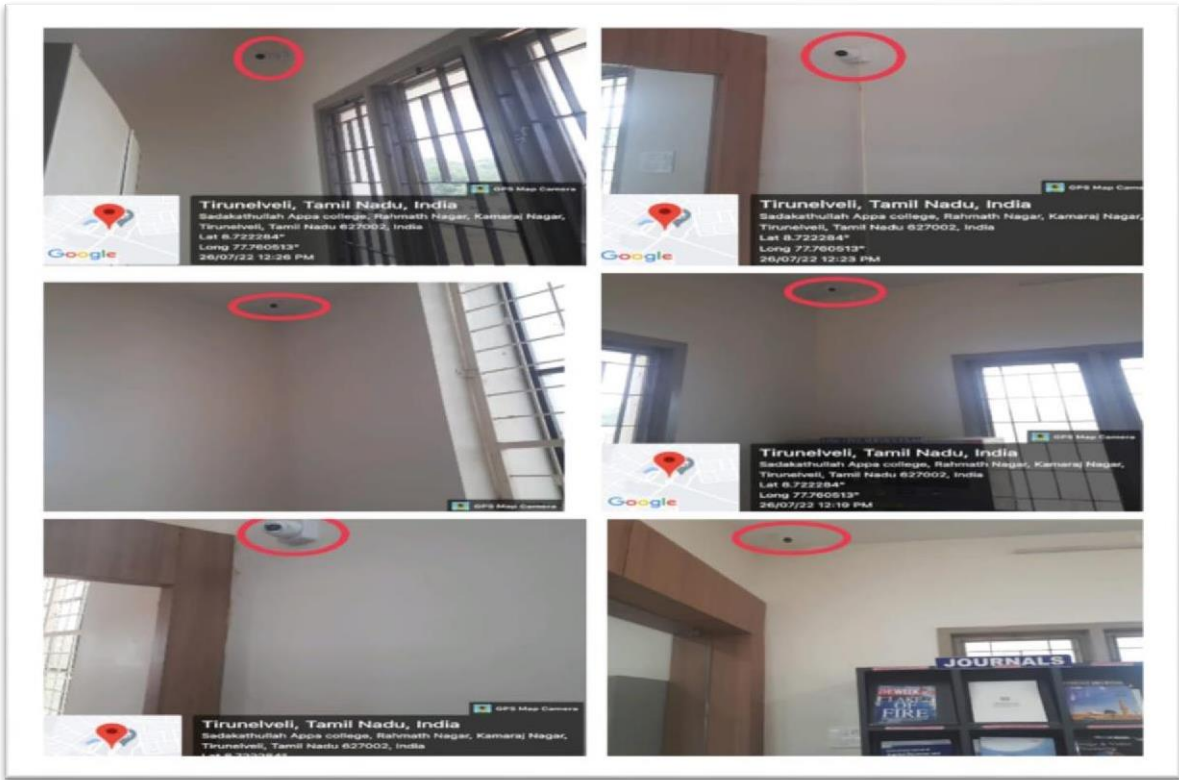 GPS Map Camera
Tirunelveli, Tamil Nadu, India
Sadakathullah Appa college, Rahmath Nagar, Kamaraj Nagar,
Tirunelveli, Tamil Nadu 627002, India
Lat 8.722284°
Long 77.760513°
26/07/22 12:26 PM
Google
GPS Map Came
Tirunelveli, Tamil Nadu, India
Sadakathullah Appa college, Rahmath Nagar, Kamaraj Nagar,
Tirunelveli, Tamil Nadu 627002, India
Lat 8.722284°
Long 77.760513°
26/07/22 12:23 PM
Google
GPS Map Camera
GPS Map Camera
Tirunelveli, Tamil Nadu, India
Sadakathullah Appa college, Rahmath Nagar, Kamaraj Nagar,
Tirunelveli, Tamil Nadu 627002, India
Lat 8.722284°
Long 77.760513°
26/07/22 12:19 PM
Google
GPS Map Camera
Tirunelveli, Tamil Nadu, India
Sadakathullah Appa college, Rahmath Nagar, Kamaraj Nagar,
Tirunelveli, Tamil Nadu 627002, India
JOURNALS
THE WEEK
OF
FIRE